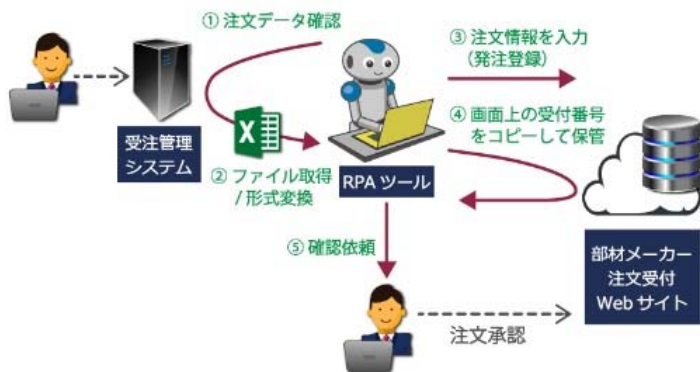 ① 注文データ確認
③ 注文情報を入力
（発注登録）
④ 画面上の受付番号
をコピーして保管
受注管理
システム
X
② ファイル取得
/ 形式変換
RPA ツール
⑤ 確認依頼
部材メーカー
注文受付
Web サイト
注文承認